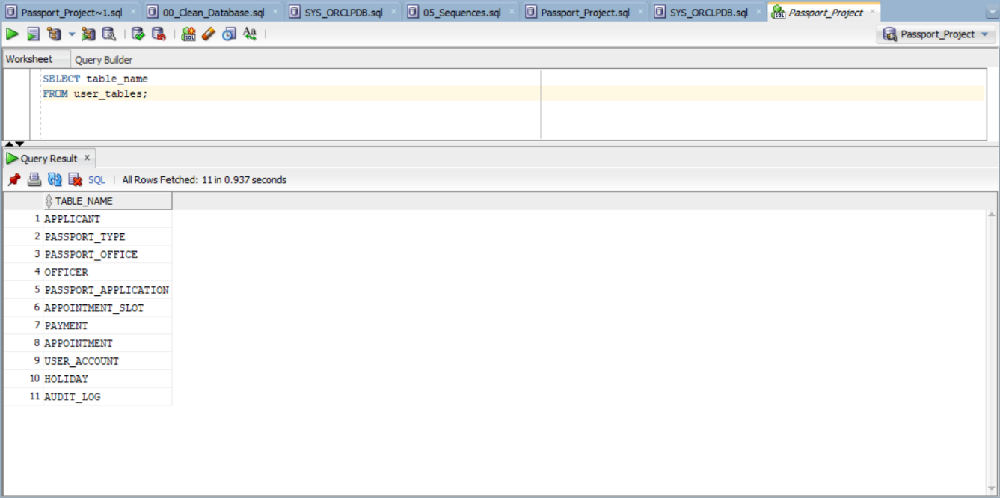 Passport_Project~1.sql 00_Clean_Database.sql SYS_ORCLPDB.sql 05_Sequences.sql Passport_Project.sql SYS_ORCLPDB.sql Passport_Project
Passport_Project
Worksheet Query Builder
SELECT table_name
FROM user_tables;
Query Result
SQL | All Rows Fetched: 11 in 0.937 seconds
TABLE_NAME
1 APPLICANT
2 PASSPORT_TYPE
3 PASSPORT_OFFICE
4 OFFICER
5 PASSPORT_APPLICATION
6 APPOINTMENT_SLOT
7 PAYMENT
8 APPOINTMENT
9 USER_ACCOUNT
10 HOLIDAY
11 AUDIT_LOG